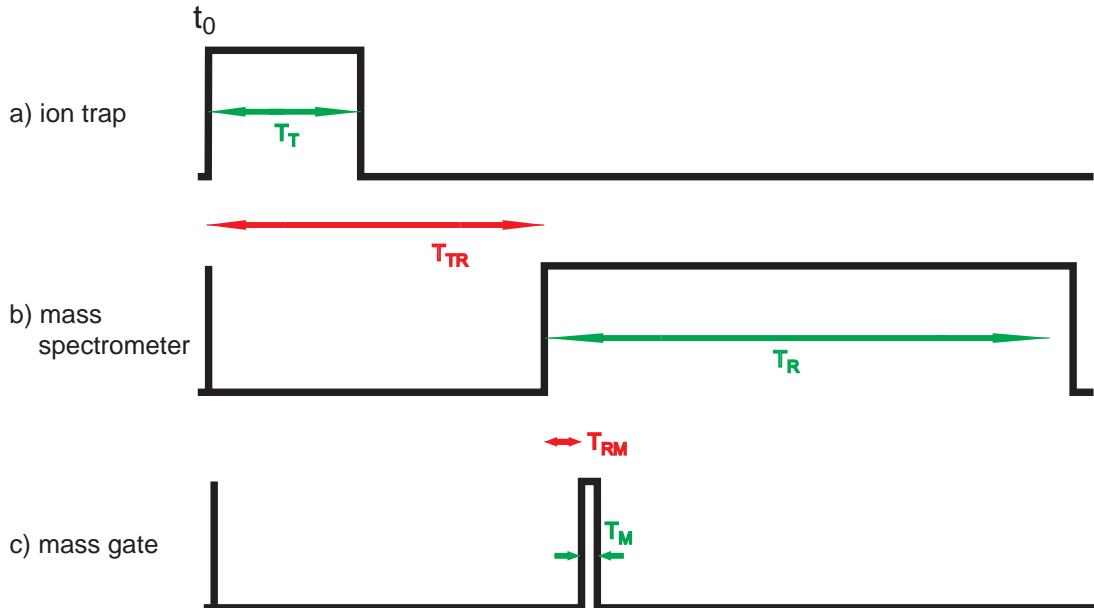 t0
a) ion trap
TT
TTR
b) mass
spectrometer
TR
TRM
TM
c) mass gate